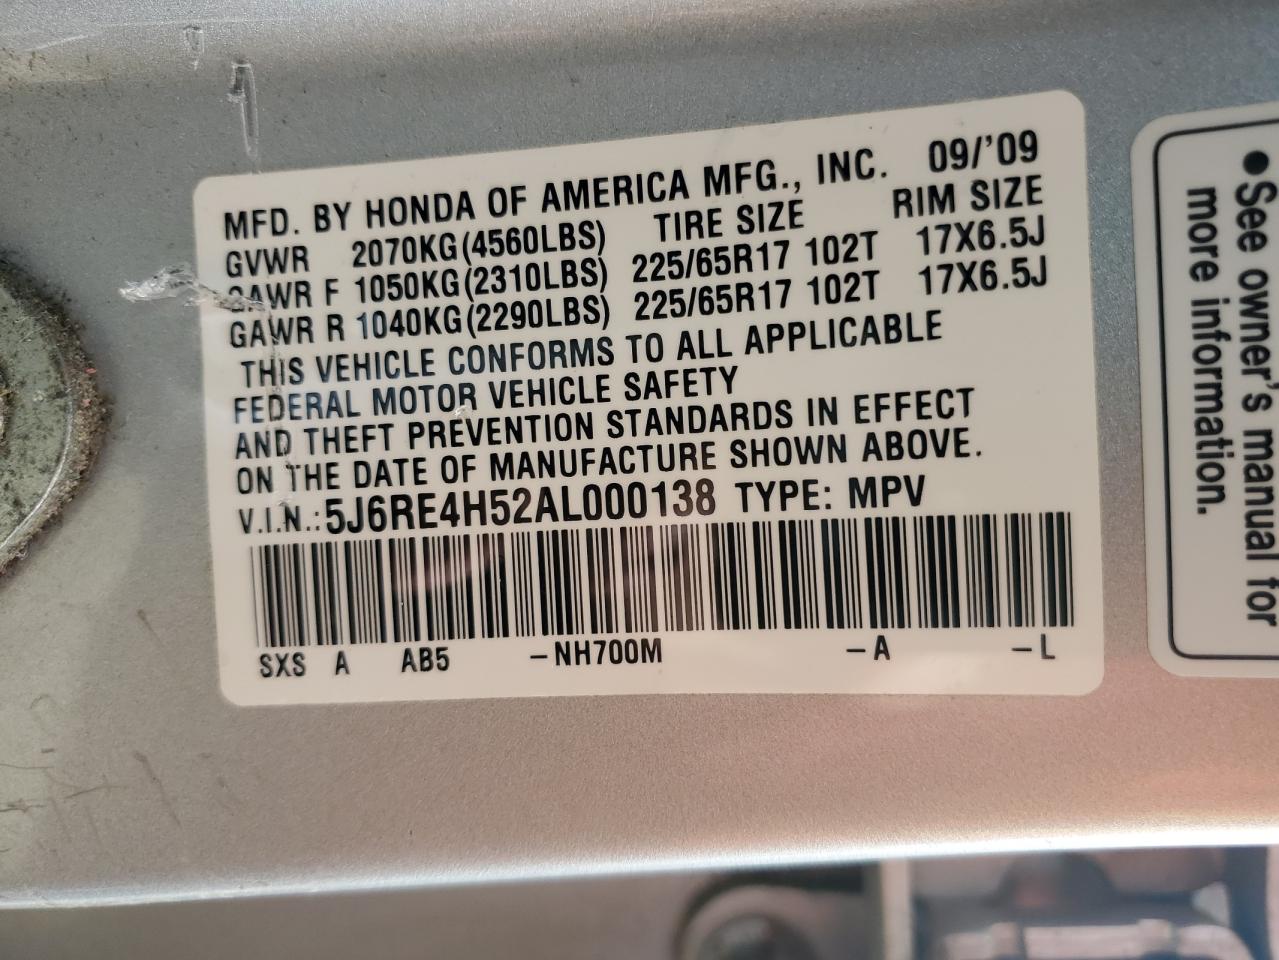 MFD. BY HONDA OF AMERICA MFG., INC. 09/'09
GVWR 2070KG(4560LBS) TIRE SIZE RIM SIZE
GAWR F 1050KG(2310LBS) 225/65R17 102T 17X6.5J
GAWR R 1040KG(2290LBS) 225/65R17 102T 17X6.5J
THIS VEHICLE CONFORMS TO ALL APPLICABLE
FEDERAL MOTOR VEHICLE SAFETY
AND THEFT PREVENTION STANDARDS IN EFFECT
ON THE DATE OF MANUFACTURE SHOWN ABOVE.
V.I.N.: 5J6RE4H52AL000138 TYPE: MPV
SXS A AB5 -NH700M -A -L
●See owner's manual for
more information.